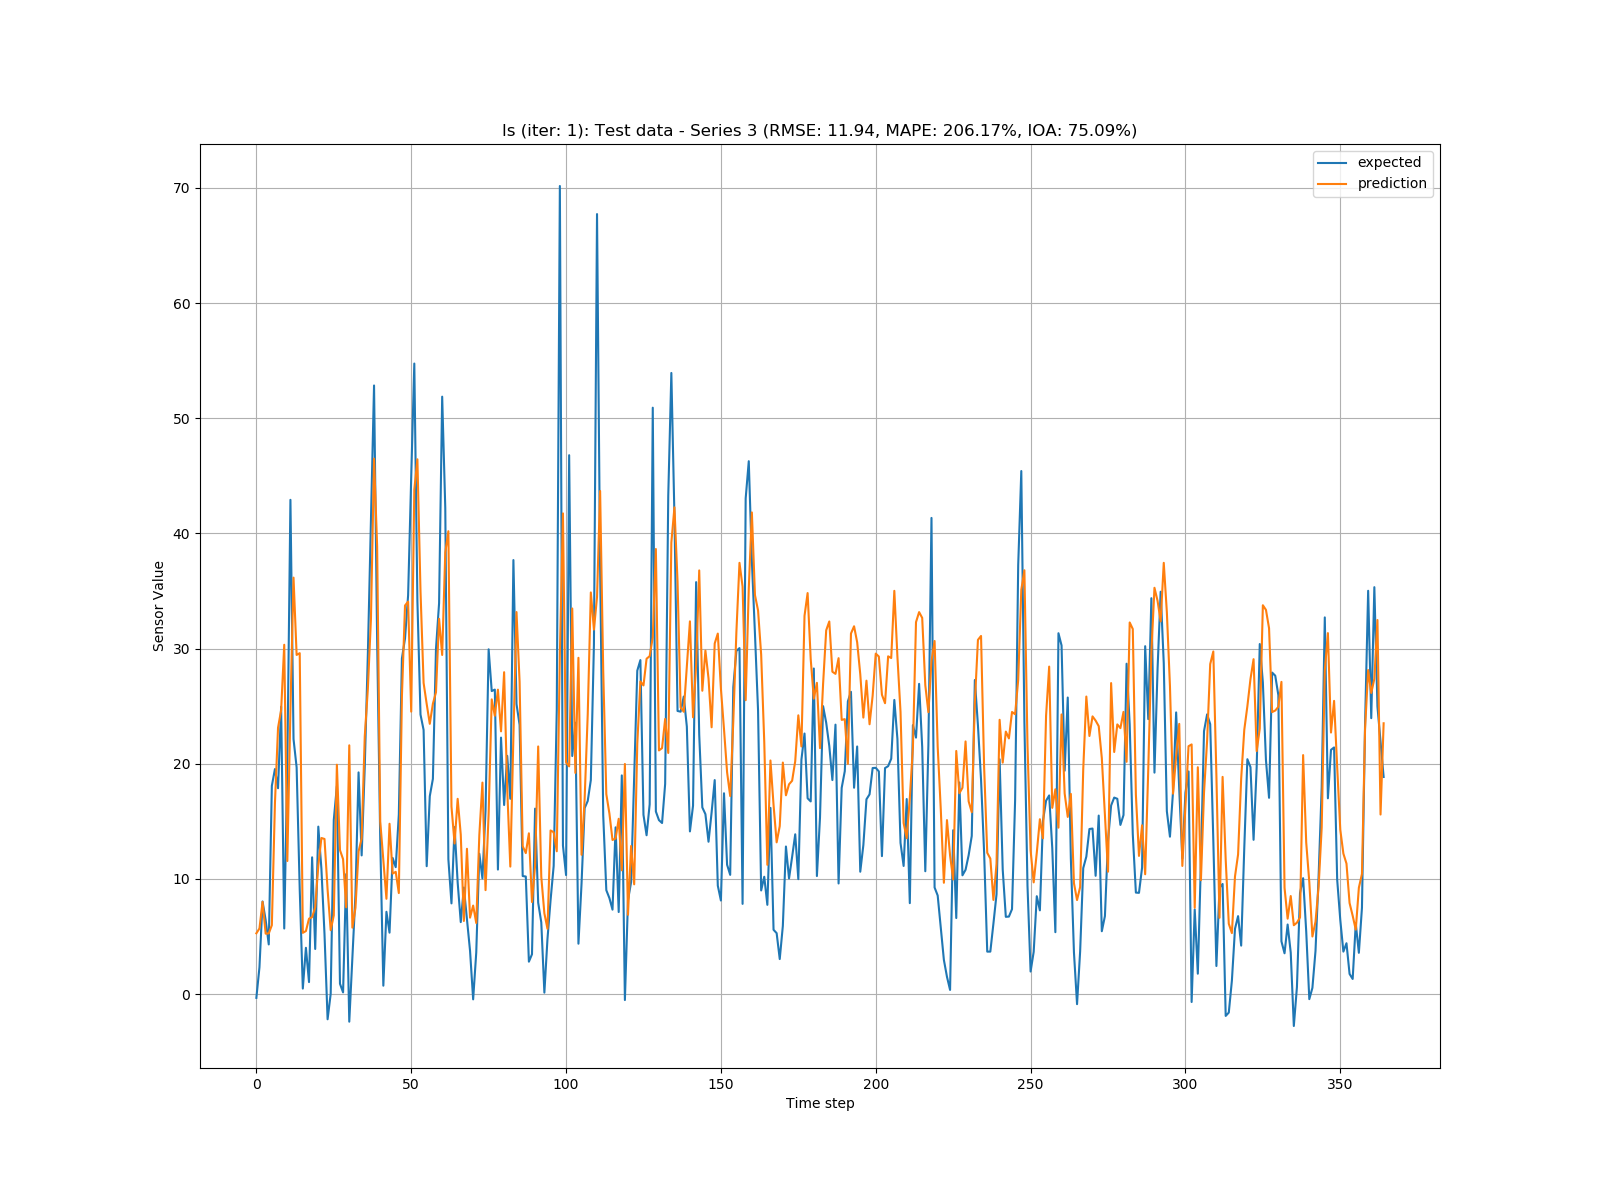 ls (iter: 1): Test data - Series 3 (RMSE: 11.94, MAPE: 206.17%, IOA: 75.09%)
expected
prediction
70
60
50
40
30
20
10
0
Sensor Value
0 50 100 150 200 250 300 350
Time step